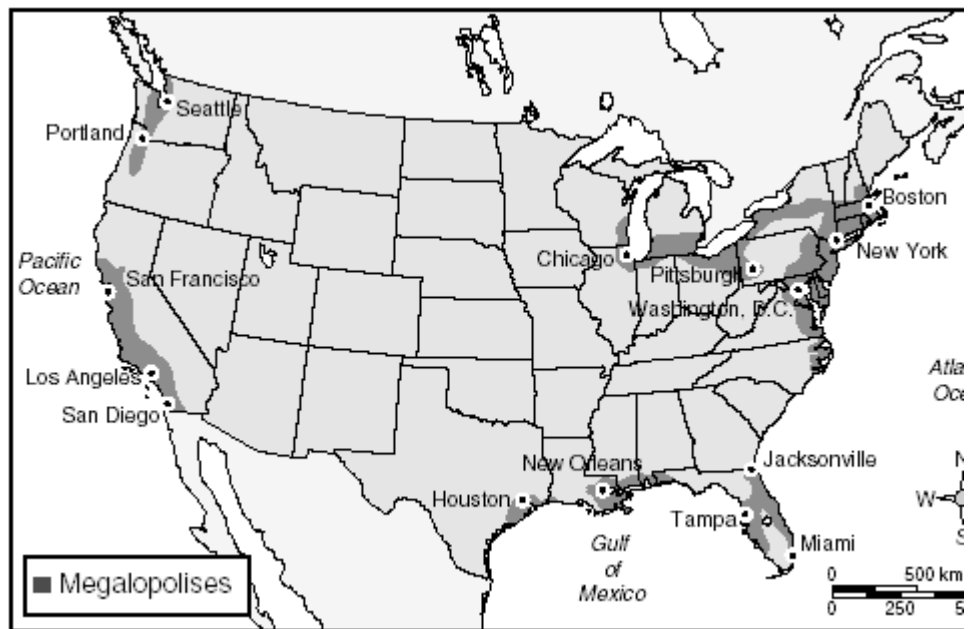 Seattle
Portland
Boston
New York
Chicago
Pittsburgh
Pacific
Ocean
San Francisco
Washington, D.C.
Los Angeles
San Diego
New Orleans
Jacksonville
Houston
Tampa
W
Gulf
of
Mexico
Miami
Megalopolises
0 500 km
0 250